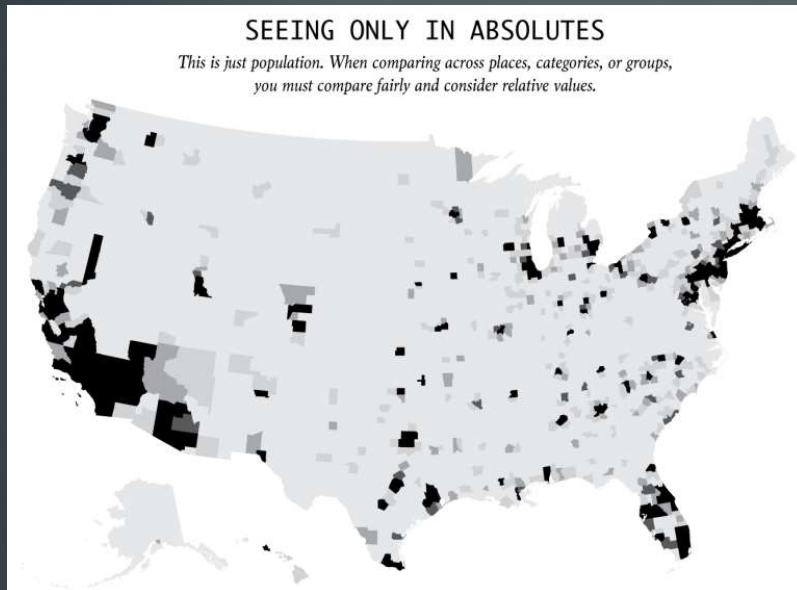 SEEING ONLY IN ABSOLUTES
This is just population. When comparing across places, categories, or groups,
you must compare fairly and consider relative values.